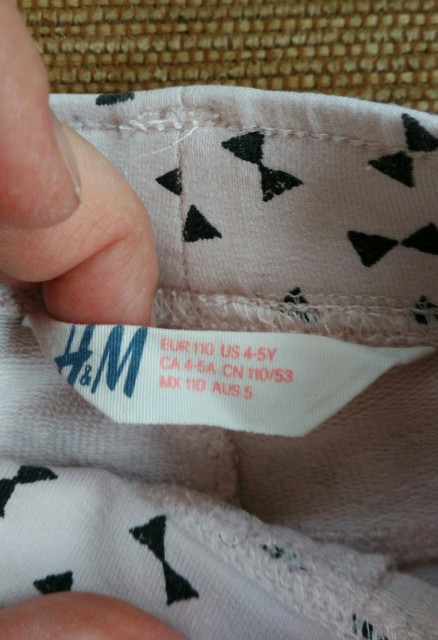 H&M
EUR 110 US 4-5Y
CA 4-5A CN 110/53
MX 110 AUS 5